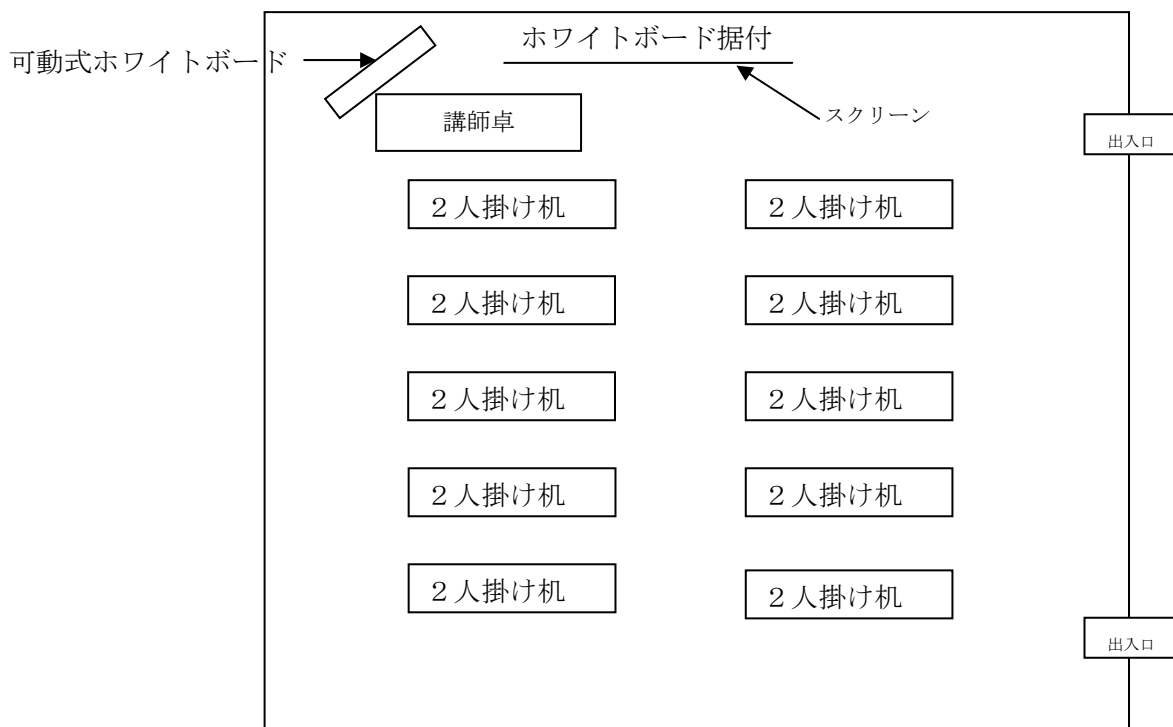 ホワイトボード据付
可動式ホワイトボード
スクリーン
講師卓
出入口
２人掛け机
２人掛け机
２人掛け机
２人掛け机
２人掛け机
２人掛け机
２人掛け机
２人掛け机
２人掛け机
２人掛け机
出入口